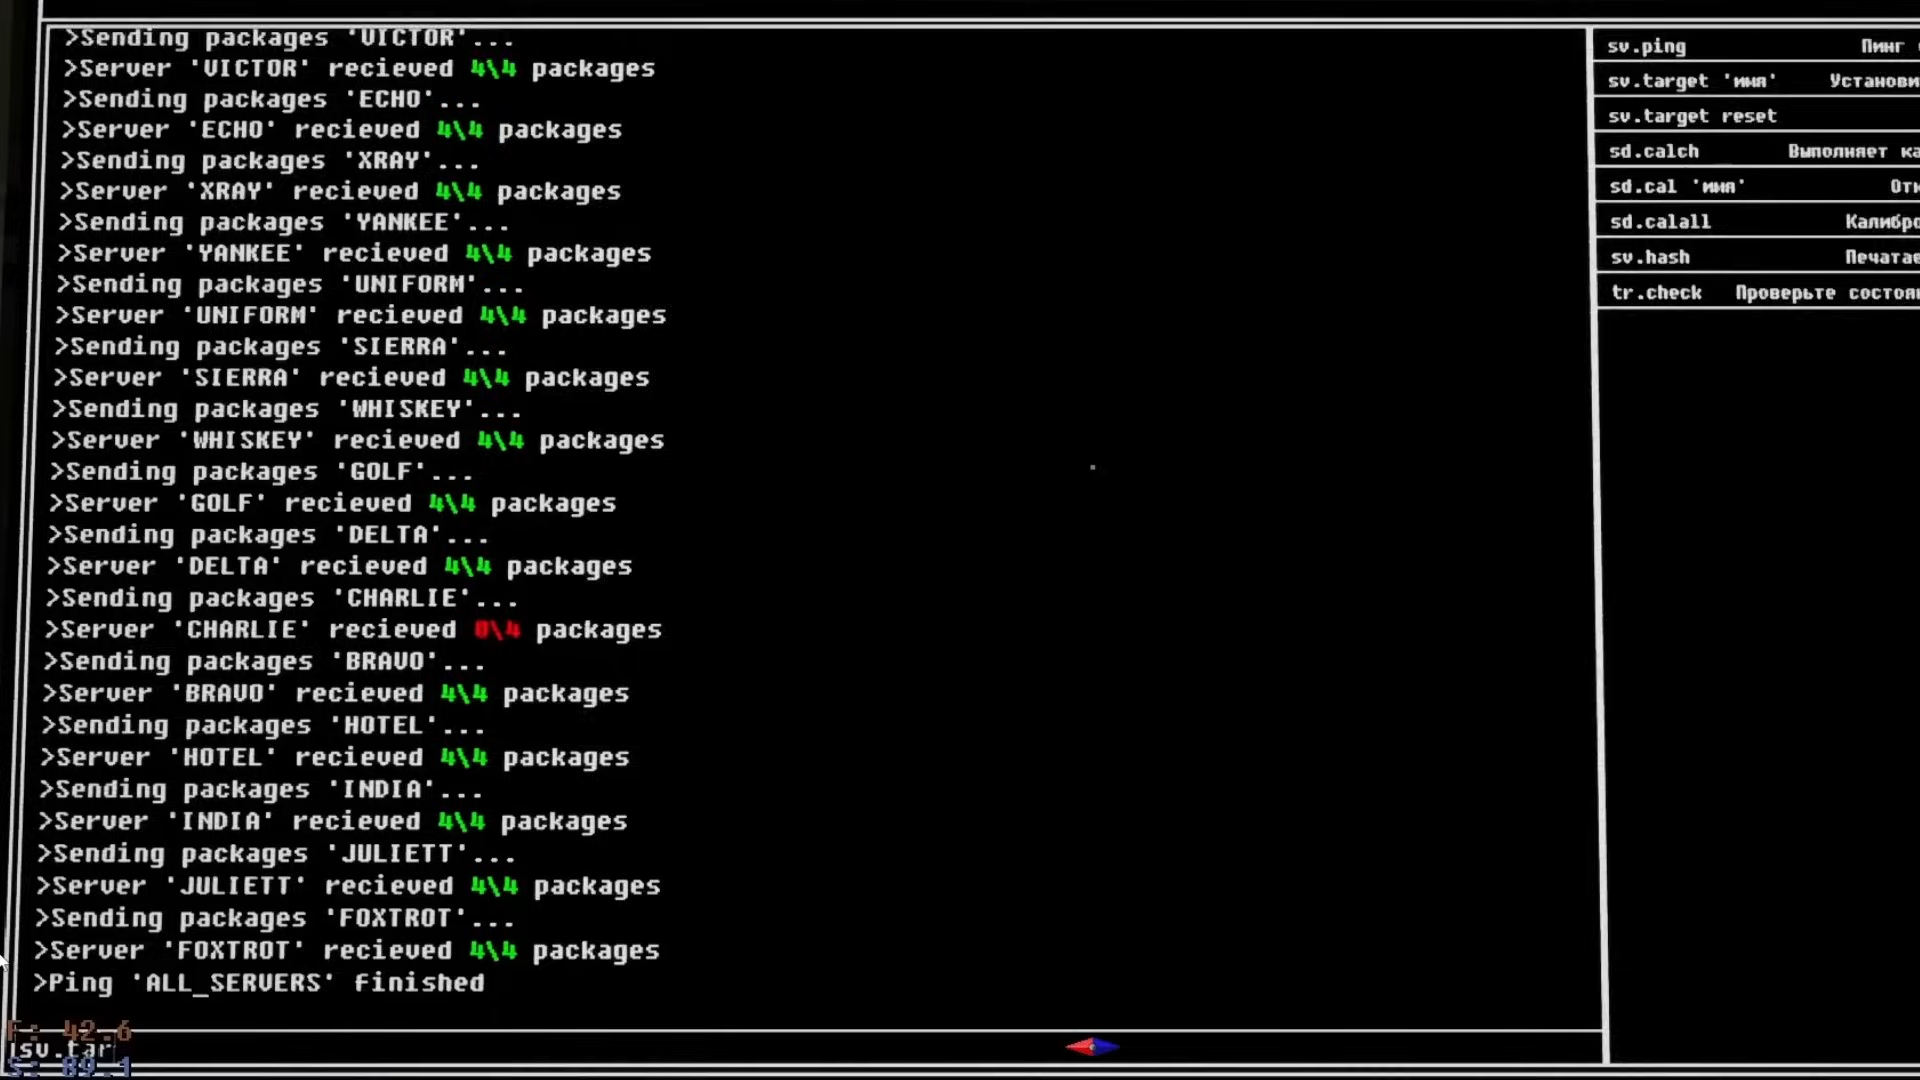 >Sending packages 'VICTOR'...
>Server 'VICTOR' recieved 4\4 packages
>Sending packages 'ECHO'...
>Server 'ECHO' recieved 4\4 packages
>Sending packages 'XRAY'...
>Server 'XRAY' recieved 4\4 packages
>Sending packages 'YANKEE'...
>Server 'YANKEE' recieved 4\4 packages
>Sending packages 'UNIFORM'...
>Server 'UNIFORM' recieved 4\4 packages
>Sending packages 'SIERRA'...
>Server 'SIERRA' recieved 4\4 packages
>Sending packages 'WHISKEY'...
>Server 'WHISKEY' recieved 4\4 packages
>Sending packages 'GOLF'...
>Server 'GOLF' recieved 4\4 packages
>Sending packages 'DELTA'...
>Server 'DELTA' recieved 4\4 packages
>Sending packages 'CHARLIE'...
>Server 'CHARLIE' recieved 0\4 packages
>Sending packages 'BRAVO'...
>Server 'BRAVO' recieved 4\4 packages
>Sending packages 'HOTEL'...
>Server 'HOTEL' recieved 4\4 packages
>Sending packages 'INDIA'...
>Server 'INDIA' recieved 4\4 packages
>Sending packages 'JULIETT'...
>Server 'JULIETT' recieved 4\4 packages
>Sending packages 'FOXTROT'...
>Server 'FOXTROT' recieved 4\4 packages
>Ping 'ALL_SERVERS' finished
F: 42.6
sv.tar
S: 89.1
sv.ping Пинг
sv.target 'имя' Установи
sv.target reset
sd.calch Выполняет ка
sd.cal 'имя' Отк
sd.calall Калибро
sv.hash Печатае
tr.check Проверьте состоян